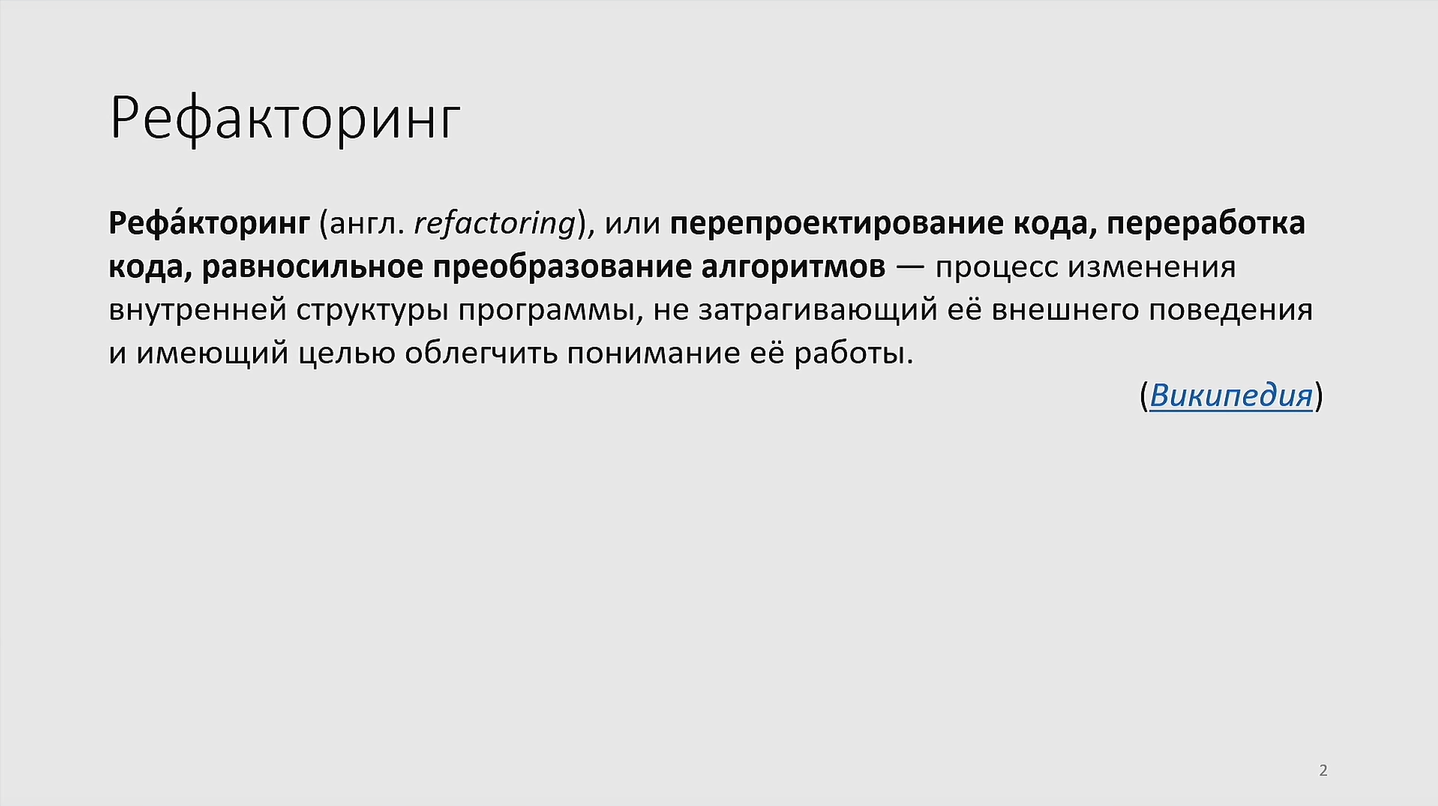 Рефакторинг
Рефа́кторинг (англ. refactoring), или перепроектирование кода, переработка
кода, равносильное преобразование алгоритмов — процесс изменения
внутренней структуры программы, не затрагивающий её внешнего поведения
и имеющий целью облегчить понимание её работы.
(Википедия)
2